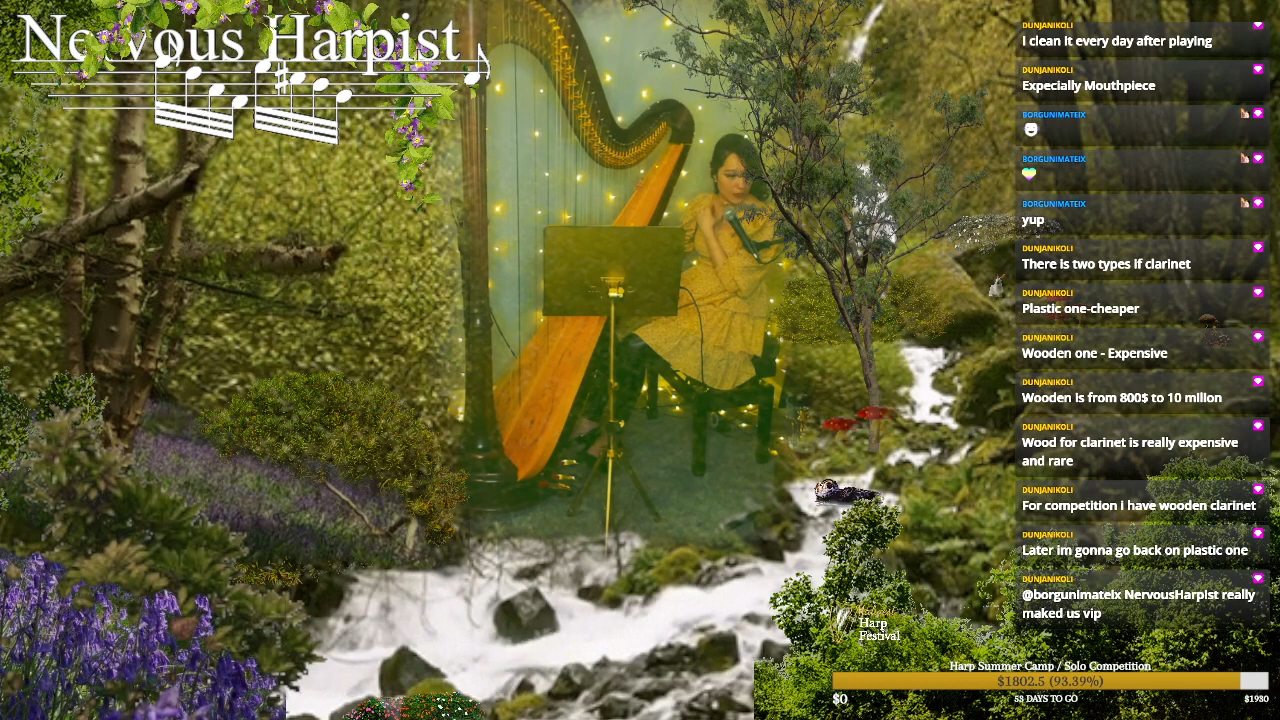 Nervous Harpist
DUNJANIKOLI
I clean it every day after playing
DUNJANIKOLI
Expecially Mouthpiece
BORGUNIMATEIX
BORGUNIMATEIX
BORGUNIMATEIX
yup
DUNJANIKOLI
There is two types if clarinet
DUNJANIKOLI
Plastic one-cheaper
DUNJANIKOLI
Wooden one - Expensive
DUNJANIKOLI
Wooden is from 800$ to 10 milion
DUNJANIKOLI
Wood for clarinet is really expensive
and rare
DUNJANIKOLI
For competition i have wooden clarinet
DUNJANIKOLI
Later im gonna go back on plastic one
DUNJANIKOLI
@borgunimateix NervousHarpist really
maked us vip
Harp
Festival
Harp Summer Camp / Solo Competition
$1802.5 (93.39%)
$0
53 DAYS TO GO
$1930